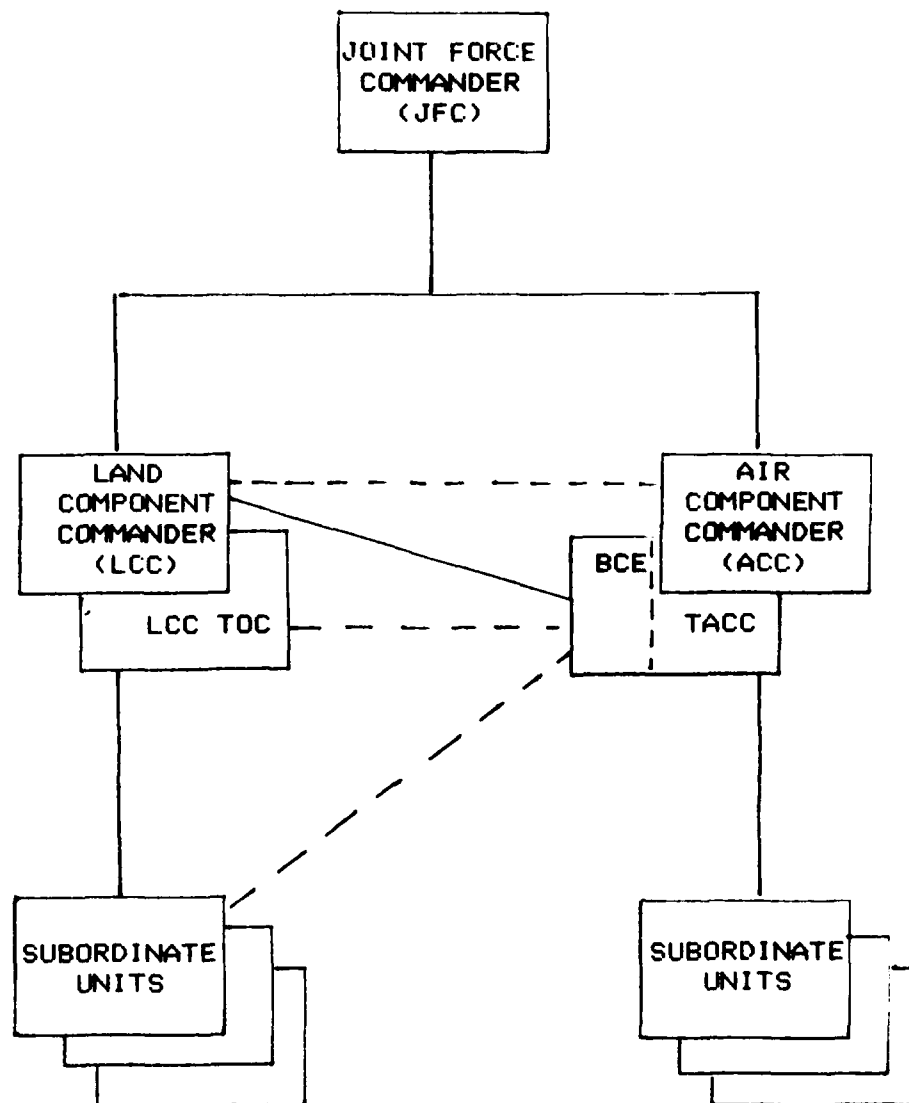 JOINT FORCE
COMMANDER
(JFC)
LAND
COMPONENT
COMMANDER
(LCC)
AIR
COMPONENT
COMMANDER
(ACC)
BCE
LCC TOC
TACC
SUBORDINATE
UNITS
SUBORDINATE
UNITS